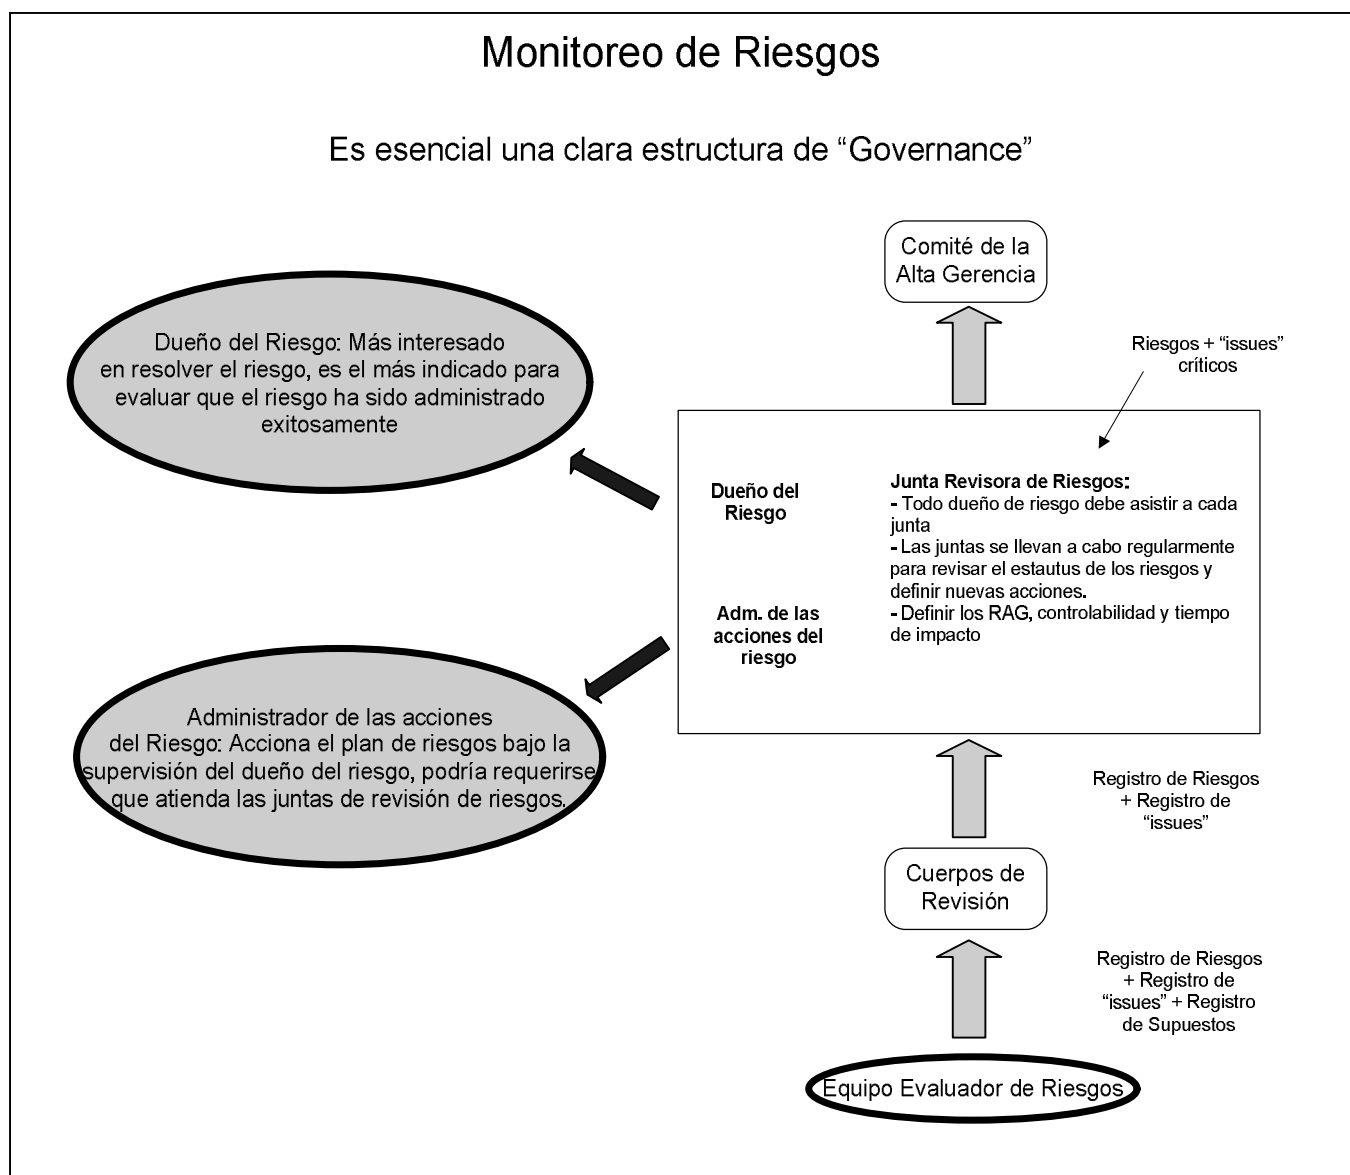 Monitoreo de Riesgos
Es esencial una clara estructura de “Governance”
Comité de la
Alta Gerencia
Riesgos + “issues”
críticos
Dueño del Riesgo: Más interesado
en resolver el riesgo, es el más indicado para
evaluar que el riesgo ha sido administrado
exitosamente
Dueño del
Riesgo
Junta Revisora de Riesgos:
- Todo dueño de riesgo debe asistir a cada
junta
- Las juntas se llevan a cabo regularmente
para revisar el estautus de los riesgos y
definir nuevas acciones.
- Definir los RAG, controlabilidad y tiempo
de impacto
Adm. de las
acciones del
riesgo
Administrador de las acciones
del Riesgo: Acciona el plan de riesgos bajo la
supervisión del dueño del riesgo, podría requerirse
que atienda las juntas de revisión de riesgos.
Registro de Riesgos
+ Registro de
“issues”
Cuerpos de
Revisión
Registro de Riesgos
+ Registro de
“issues” + Registro
de Supuestos
Equipo Evaluador de Riesgos